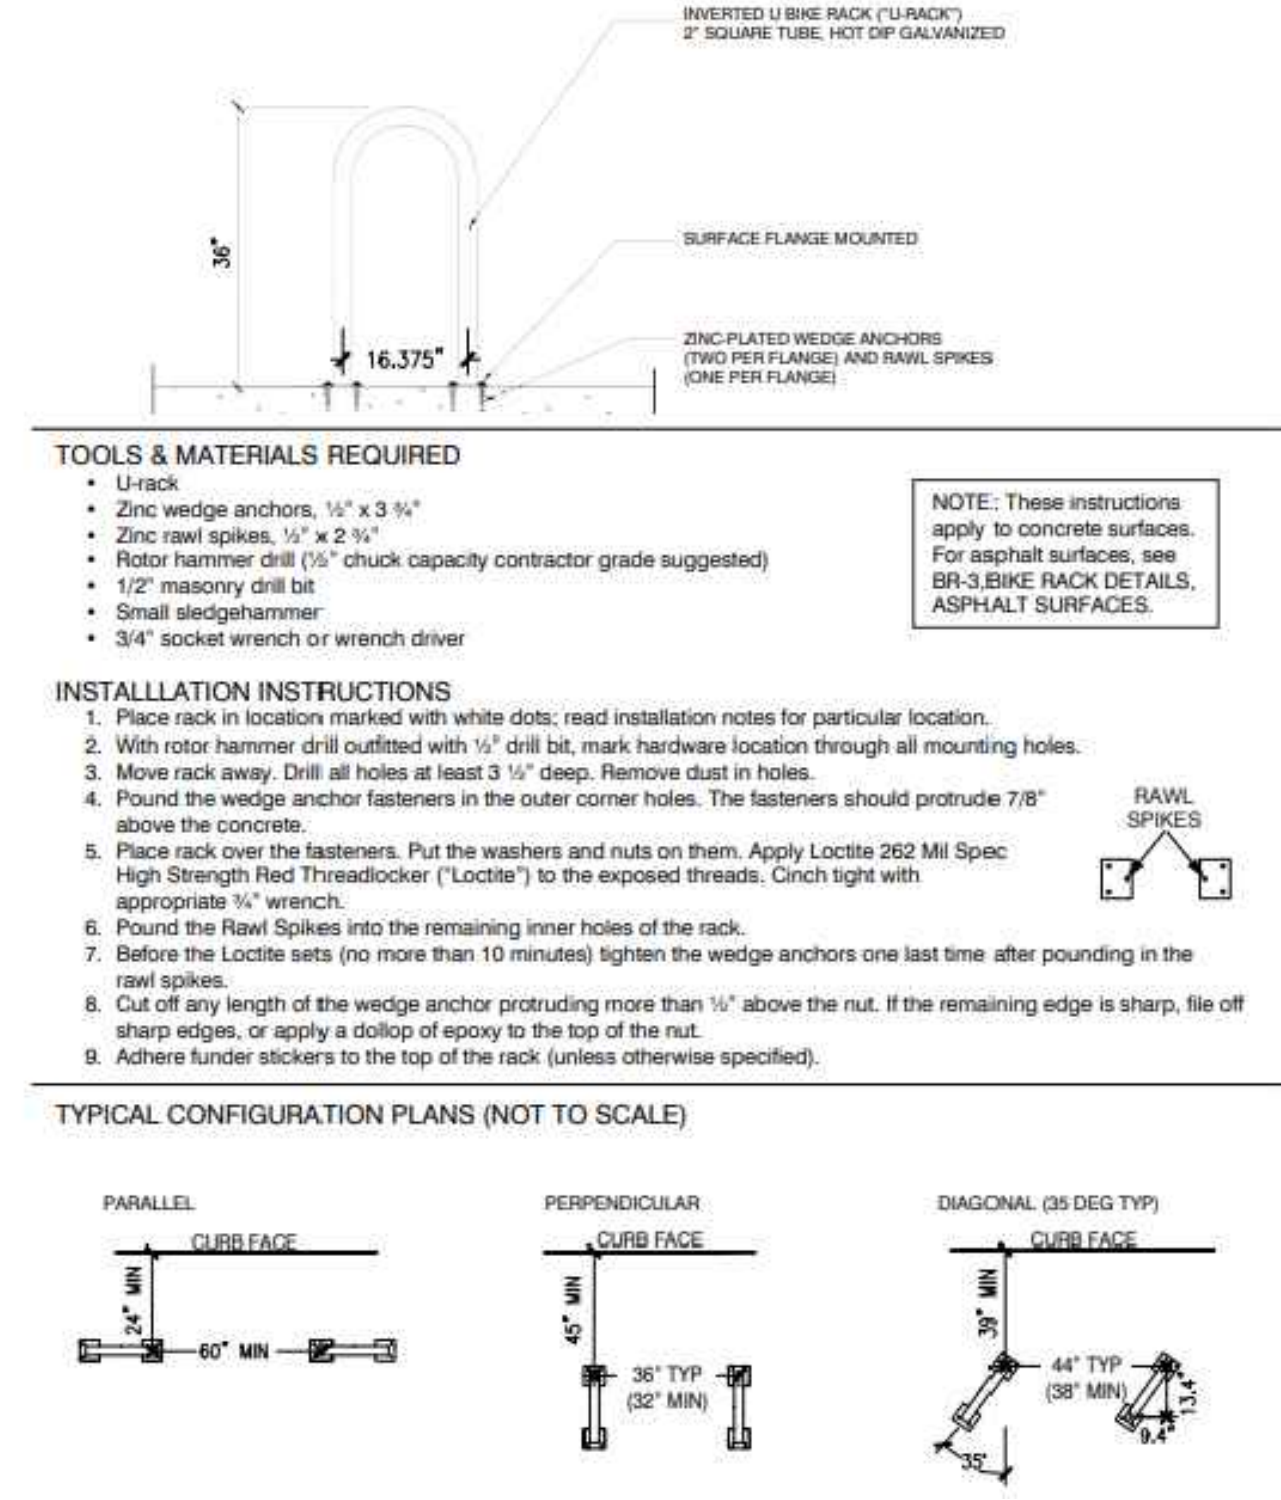 INVERTED U BIKE RACK ("U-RACK")
2" SQUARE TUBE, HOT DIP GALVANIZED
36"
SURFACE FLANGE MOUNTED
16.375"
ZINC-PLATED WEDGE ANCHORS
(TWO PER FLANGE) AND RAWL SPIKES
(ONE PER FLANGE)
TOOLS & MATERIALS REQUIRED
• U-rack
• Zinc wedge anchors, ½" x 3 ¾"
• Zinc rawl spikes, ½" x 2 ¾"
• Rotor hammer drill (½" chuck capacity contractor grade suggested)
• 1/2" masonry drill bit
• Small sledgehammer
• 3/4" socket wrench or wrench driver
NOTE: These instructions
apply to concrete surfaces.
For asphalt surfaces, see
BR-3,BIKE RACK DETAILS,
ASPHALT SURFACES.
INSTALLLATION INSTRUCTIONS
1. Place rack in location marked with white dots; read installation notes for particular location.
2. With rotor hammer drill outfitted with ½" drill bit, mark hardware location through all mounting holes.
3. Move rack away. Drill all holes at least 3 ½" deep. Remove dust in holes.
4. Pound the wedge anchor fasteners in the outer corner holes. The fasteners should protrude 7/8"
above the concrete.
5. Place rack over the fasteners. Put the washers and nuts on them. Apply Loctite 262 Mil Spec
High Strength Red Threadlocker ("Loctite") to the exposed threads. Cinch tight with
appropriate ¾" wrench.
6. Pound the Rawl Spikes into the remaining inner holes of the rack.
7. Before the Loctite sets (no more than 10 minutes) tighten the wedge anchors one last time after pounding in the
rawl spikes.
8. Cut off any length of the wedge anchor protruding more than ½" above the nut. If the remaining edge is sharp, file off
sharp edges, or apply a dollop of epoxy to the top of the nut.
9. Adhere funder stickers to the top of the rack (unless otherwise specified).
RAWL
SPIKES
TYPICAL CONFIGURATION PLANS (NOT TO SCALE)
PARALLEL
CURB FACE
24" MIN
60" MIN
PERPENDICULAR
CURB FACE
45" MIN
36" TYP
(32" MIN)
DIAGONAL (35 DEG TYP)
CURB FACE
39" MIN
44" TYP
(38" MIN)
13.4"
9.4"
35°